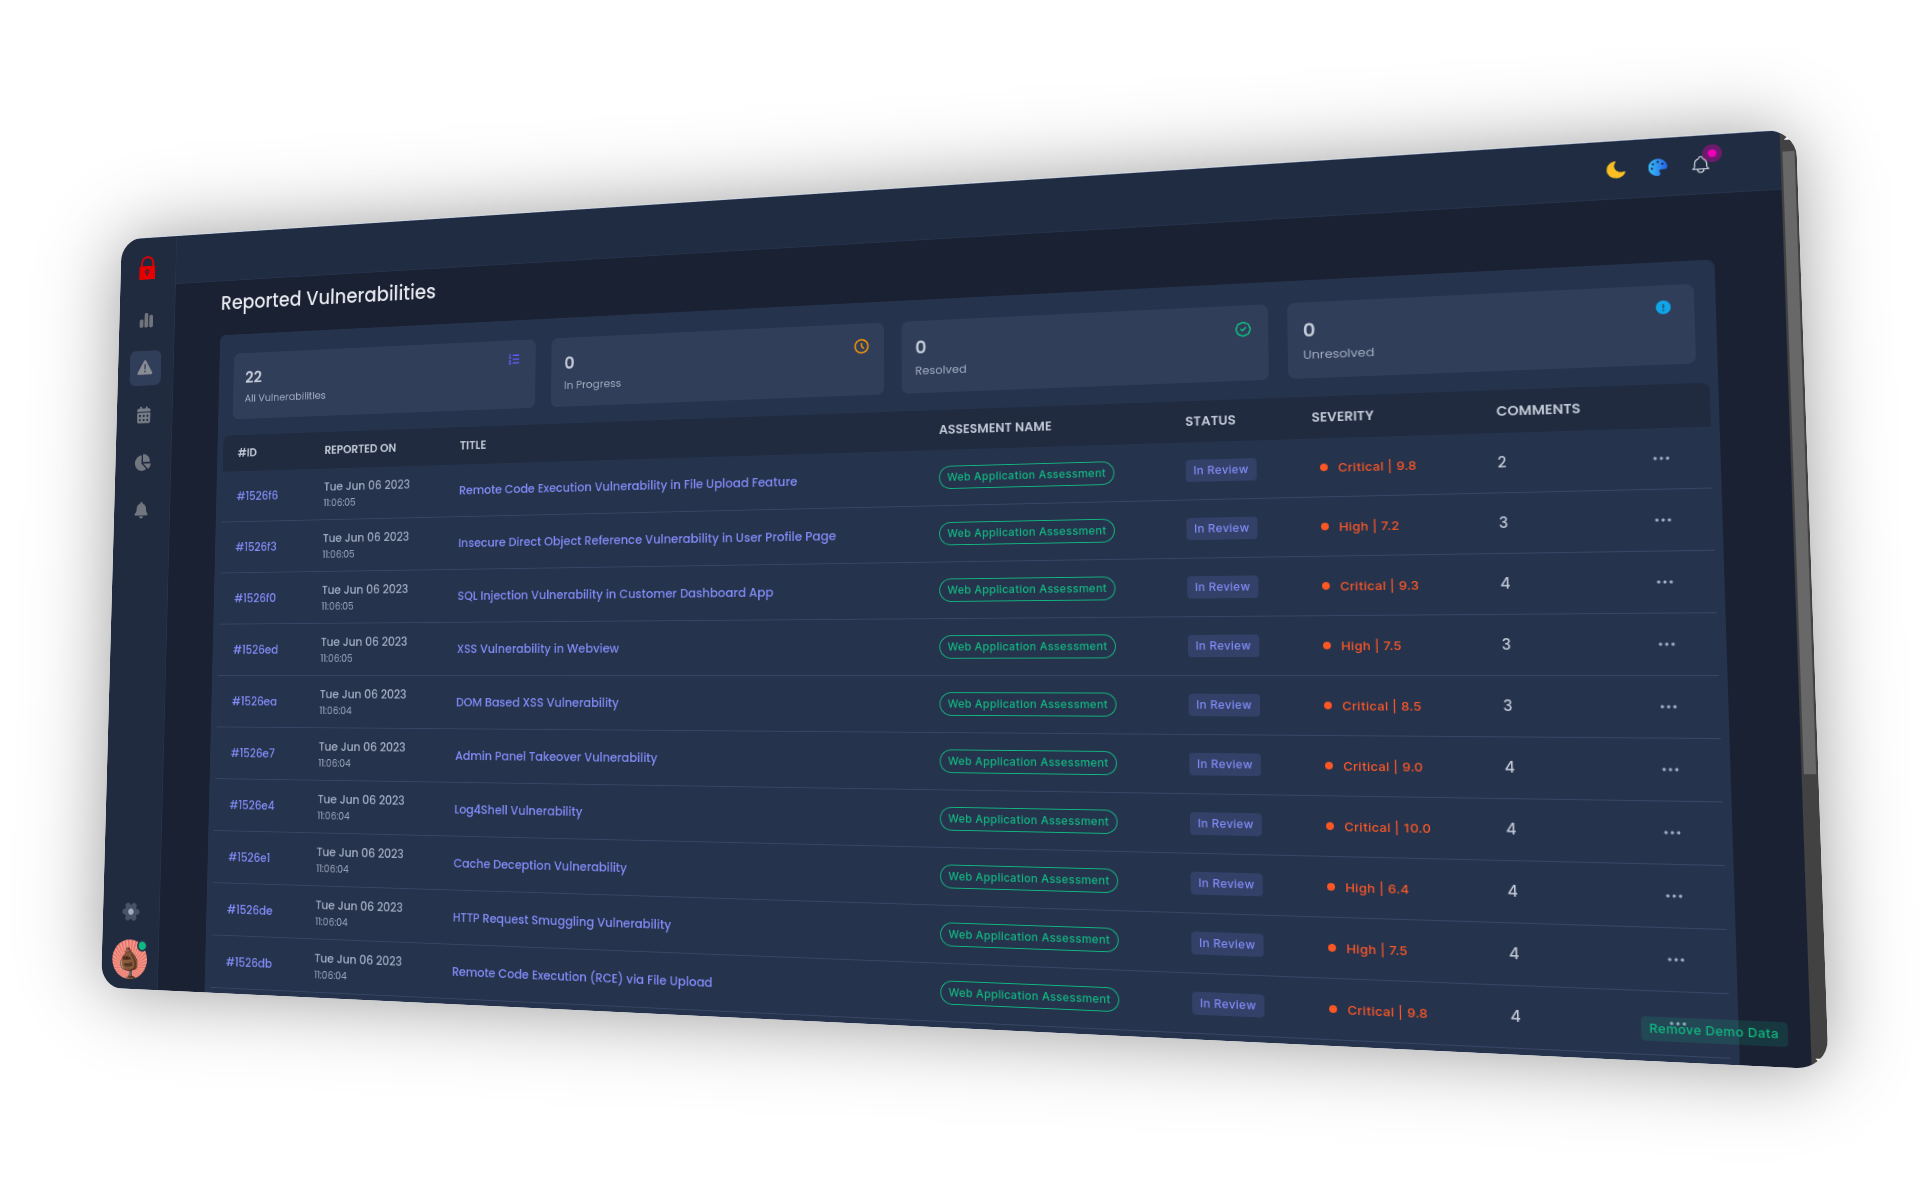 Reported Vulnerabilities
22
All Vulnerabilities
0
In Progress
0
Resolved
0
Unresolved
#ID REPORTED ON TITLE ASSESMENT NAME STATUS SEVERITY COMMENTS
#1526f6 Tue Jun 06 2023 11:06:05 Remote Code Execution Vulnerability in File Upload Feature Web Application Assessment In Review Critical | 9.8 2
#1526f3 Tue Jun 06 2023 11:06:05 Insecure Direct Object Reference Vulnerability in User Profile Page Web Application Assessment In Review High | 7.2 3
#1526f0 Tue Jun 06 2023 11:06:05 SQL Injection Vulnerability in Customer Dashboard App Web Application Assessment In Review Critical | 9.3 4
#1526ed Tue Jun 06 2023 11:06:05 XSS Vulnerability in Webview Web Application Assessment In Review High | 7.5 3
#1526ea Tue Jun 06 2023 11:06:04 DOM Based XSS Vulnerability Web Application Assessment In Review Critical | 8.5 3
#1526e7 Tue Jun 06 2023 11:06:04 Admin Panel Takeover Vulnerability Web Application Assessment In Review Critical | 9.0 4
#1526e4 Tue Jun 06 2023 11:06:04 Log4Shell Vulnerability Web Application Assessment In Review Critical | 10.0 4
#1526e1 Tue Jun 06 2023 11:06:04 Cache Deception Vulnerability Web Application Assessment In Review High | 6.4 4
#1526de Tue Jun 06 2023 11:06:04 HTTP Request Smuggling Vulnerability Web Application Assessment In Review High | 7.5 4
#1526db Tue Jun 06 2023 11:06:04 Remote Code Execution (RCE) via File Upload Web Application Assessment In Review Critical | 9.8 4
Remove Demo Data